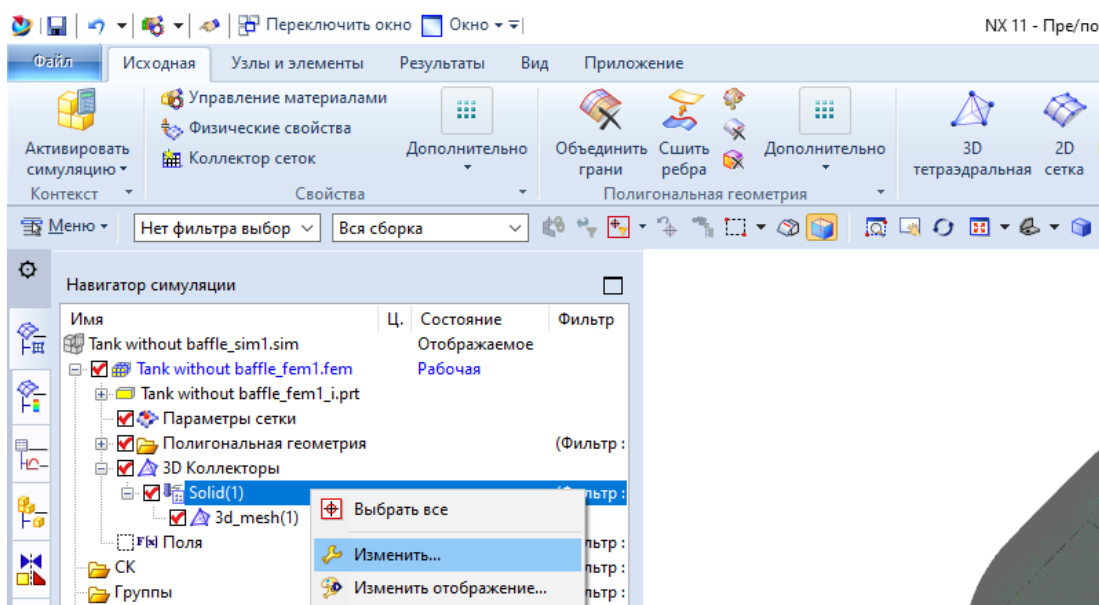 Переключить окно Окно NX 11 - Пре/по
Файл Исходная Узлы и элементы Результаты Вид Приложение
Активировать симуляцию
Управление материалами
Физические свойства
Коллектор сеток
Дополнительно
Объединить грани
Сшить ребра
Дополнительно
3D тетраэдральная
2D сетка
Контекст Свойства Полигональная геометрия
Меню Нет фильтра выбор Вся сборка
Навигатор симуляции
Имя Ц. Состояние Фильтр
Tank without baffle_sim1.sim Отображаемое
Tank without baffle_fem1.fem Рабочая
Tank without baffle_fem1_i.prt
Параметры сетки
Полигональная геометрия (Фильтр :
3D Коллекторы
Solid(1)
3d_mesh(1)
Поля
СК
Группы
Выбрать все
Изменить...
Изменить отображение...